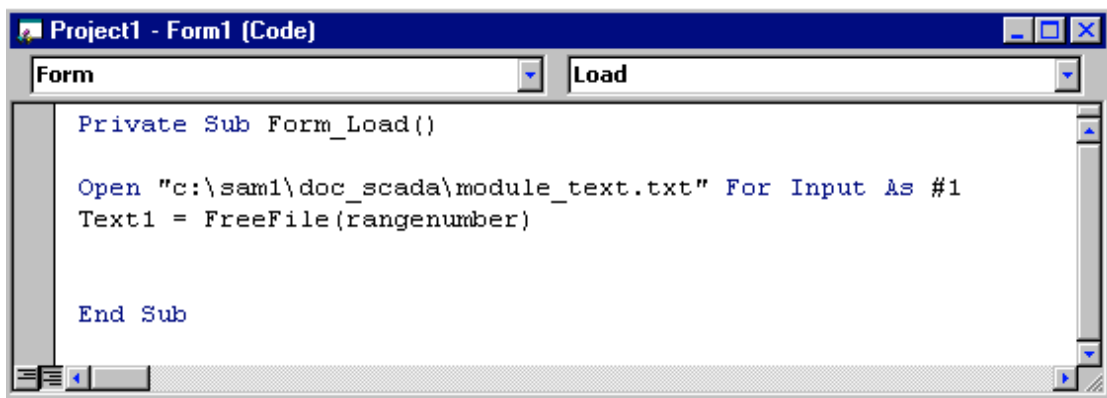 Project1 - Form1 (Code)
Form
Load
Private Sub Form_Load()
Open "c:\sam1\doc_scada\module_text.txt" For Input As #1
Text1 = FreeFile(rangenumber)
End Sub